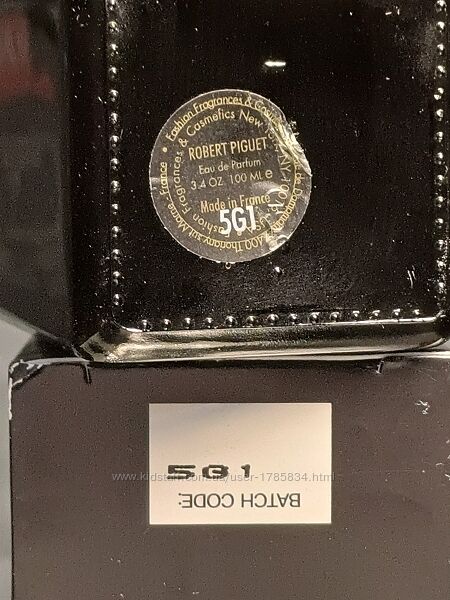 Fashion Fragrances & Cosmetics New York, NY
ROBERT PIGUET
Eau de Parfum
3.4 OZ. 100 ML e
Made in France
5G1
5G1
www.kidstaff.com.ua/user-1785834.html
BATCH CODE: